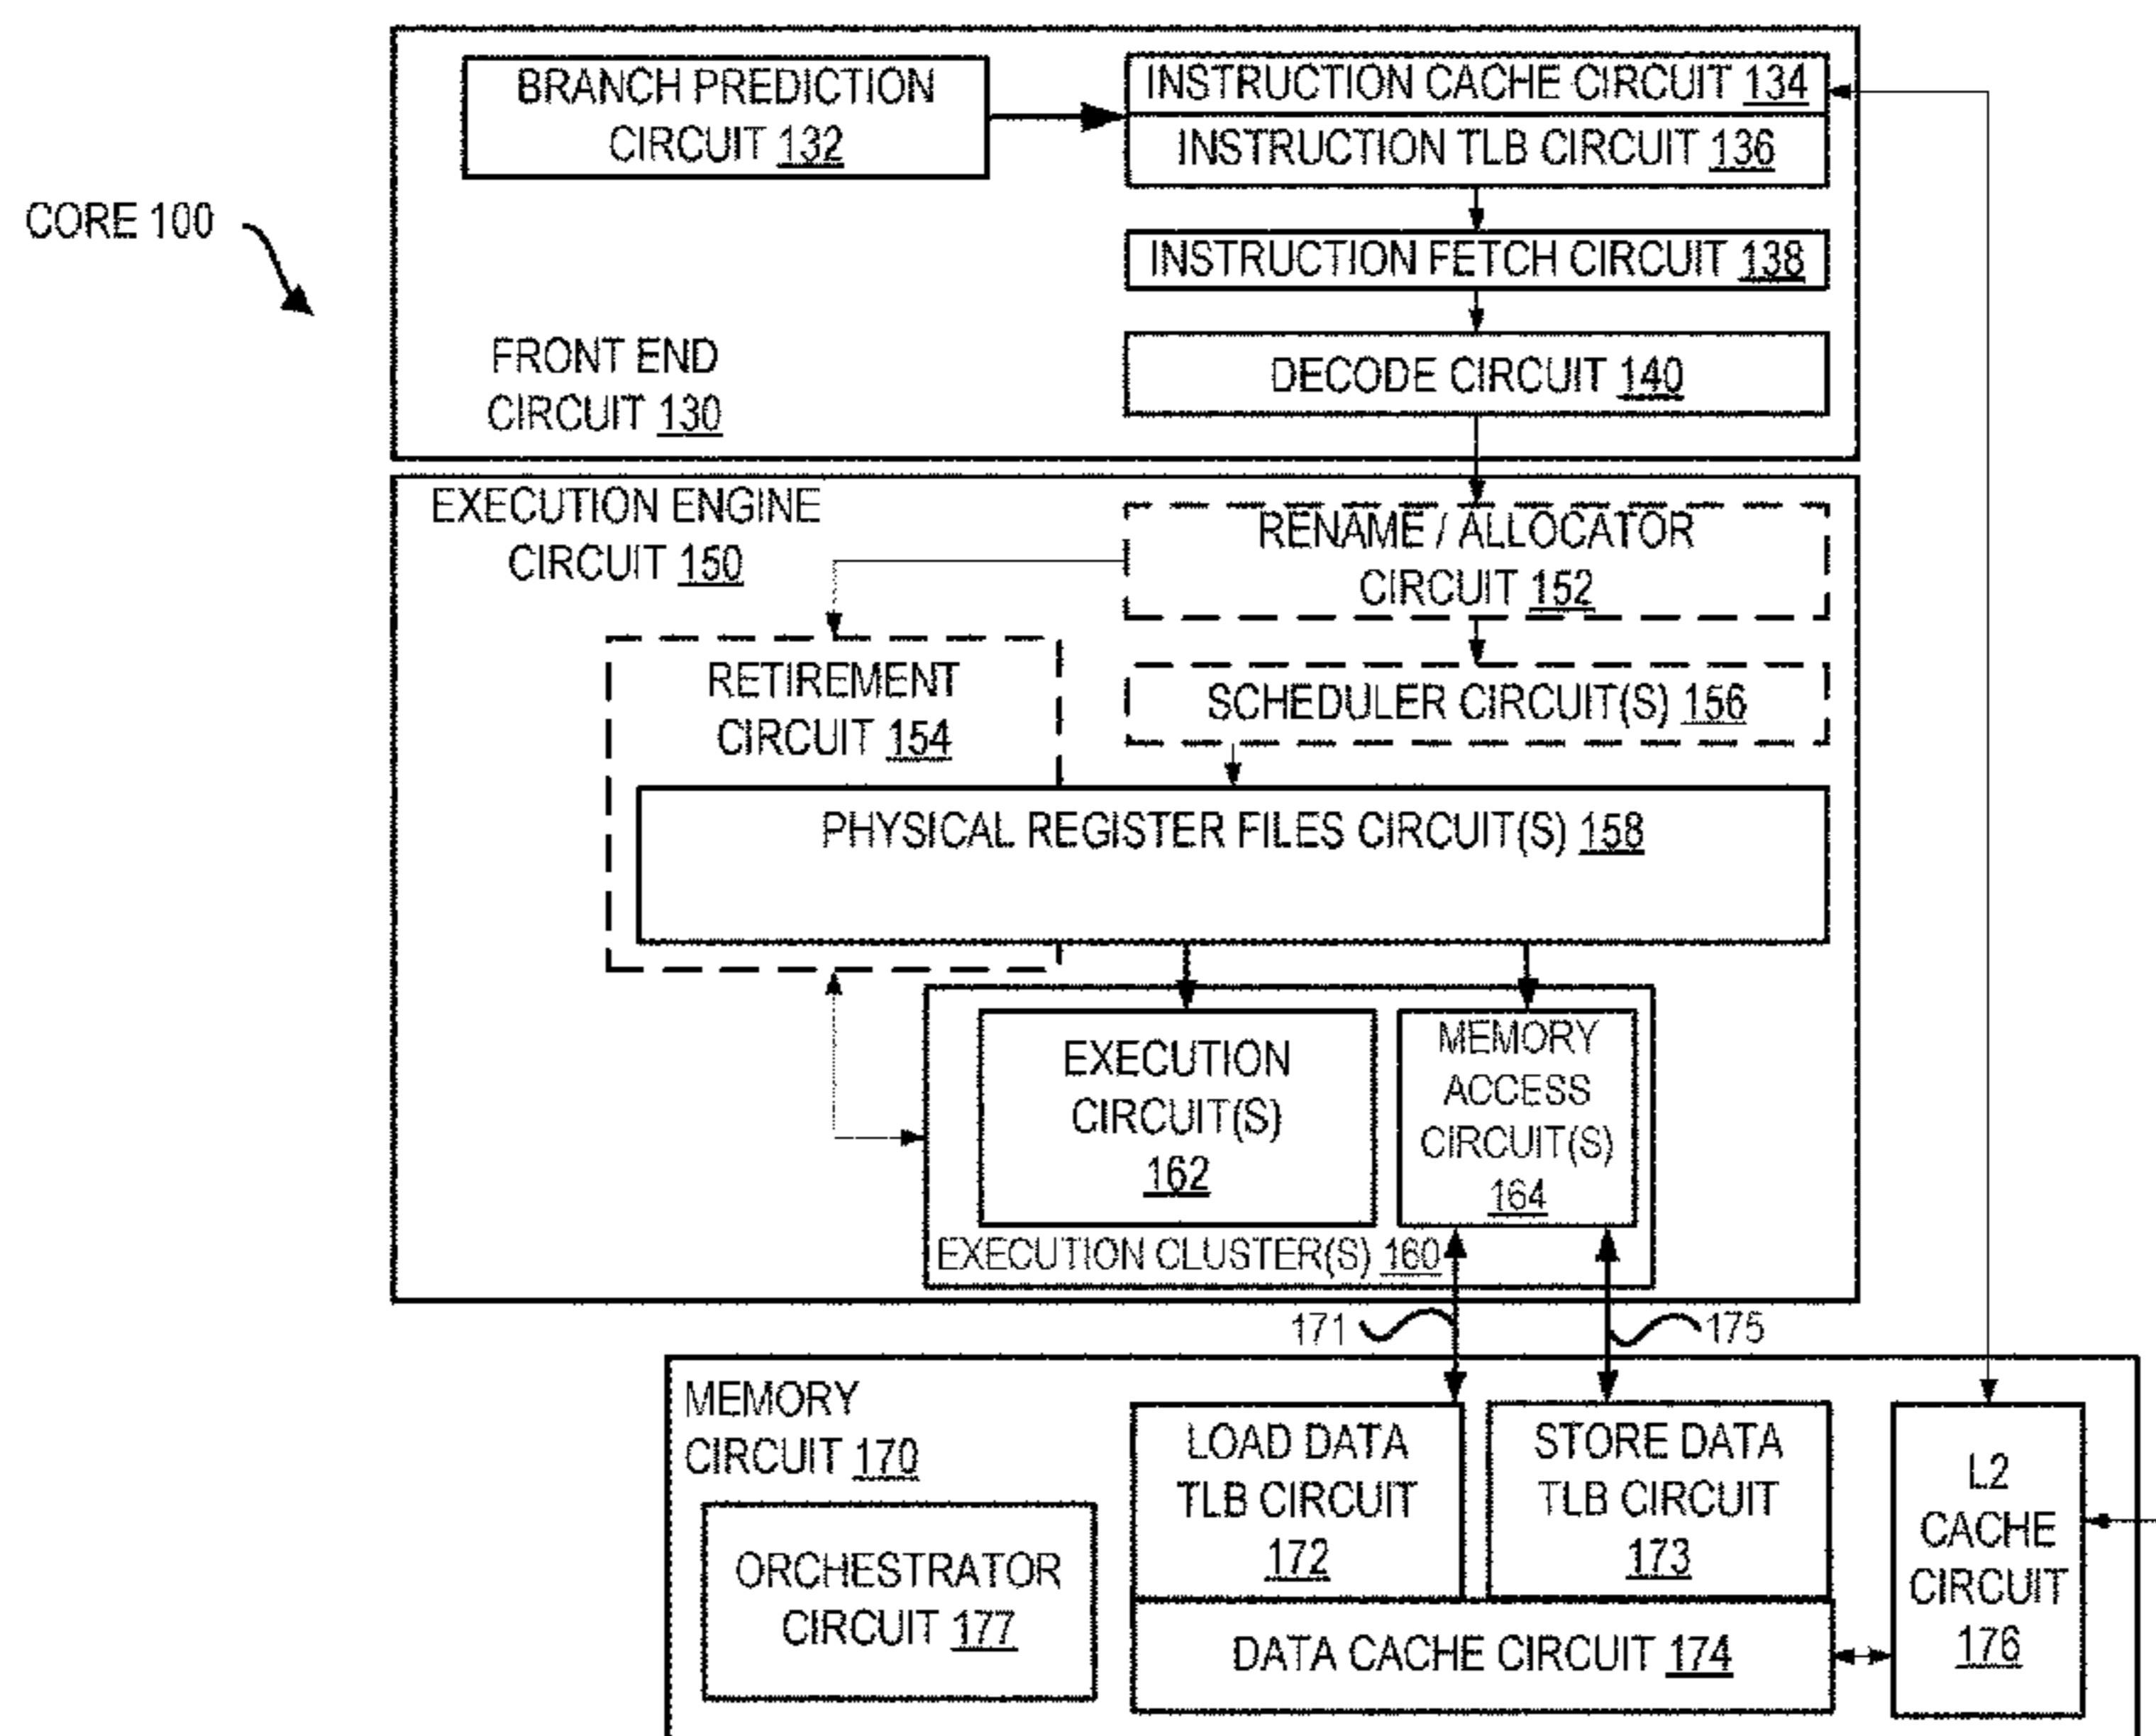 BRANCH PREDICTION
CIRCUIT 132
INSTRUCTION CACHE CIRCUIT 134
INSTRUCTION TLB CIRCUIT 136
CORE 100
INSTRUCTION FETCH CIRCUIT 138
FRONT END
CIRCUIT 130
DECODE CIRCUIT 140
EXECUTION ENGINE
CIRCUIT 150
RENAME / ALLOCATOR
CIRCUIT 152
RETIREMENT
CIRCUIT 154
SCHEDULER CIRCUIT(S) 156
PHYSICAL REGISTER FILES CIRCUIT(S) 158
EXECUTION
CIRCUIT(S)
162
MEMORY
ACCESS
CIRCUIT(S)
164
EXECUTION CLUSTER(S) 160
171
175
MEMORY
CIRCUIT 170
LOAD DATA
TLB CIRCUIT
172
STORE DATA
TLB CIRCUIT
173
L2
CACHE
CIRCUIT
176
ORCHESTRATOR
CIRCUIT 177
DATA CACHE CIRCUIT 174